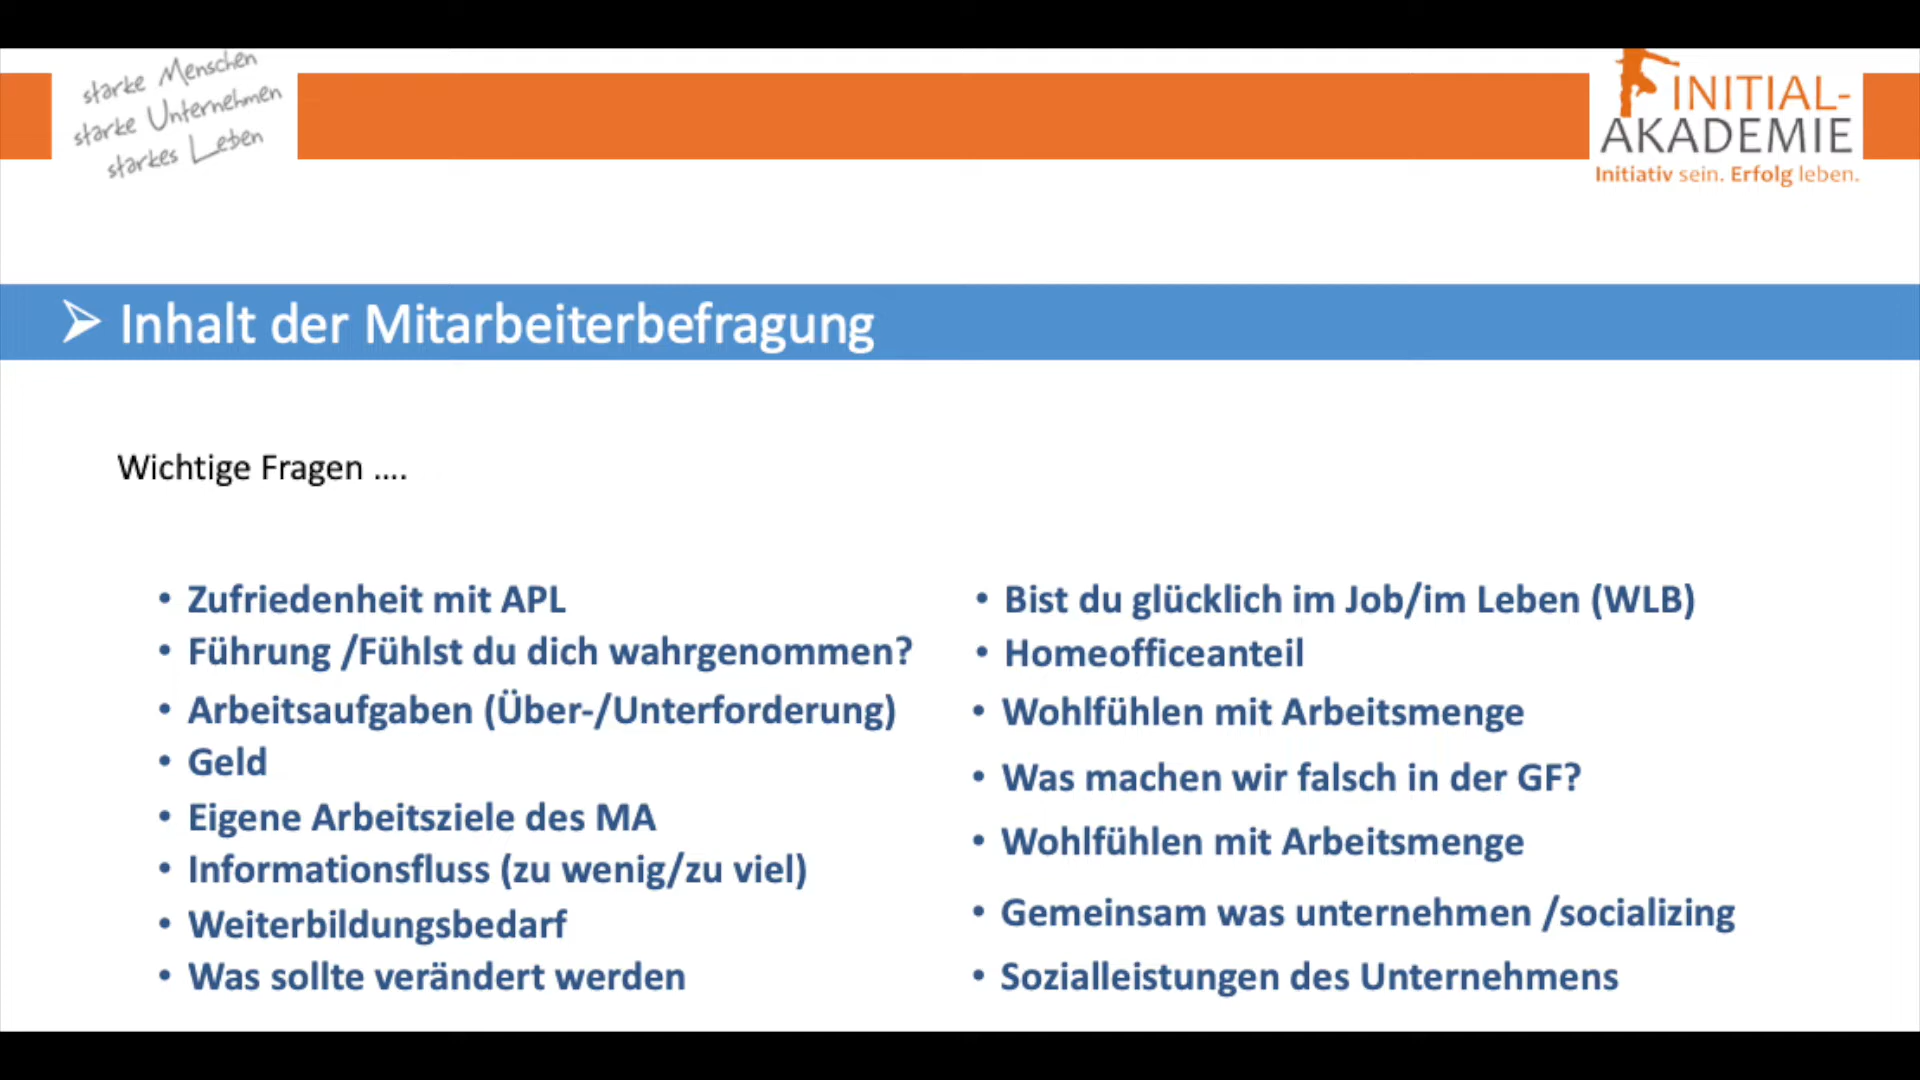 starke Menschen
starke Unternehmen
starkes Leben
INITIAL-
AKADEMIE
Initiativ sein. Erfolg leben.
➢ Inhalt der Mitarbeiterbefragung
Wichtige Fragen ....
• Zufriedenheit mit APL
• Führung /Fühlst du dich wahrgenommen?
• Arbeitsaufgaben (Über-/Unterforderung)
• Geld
• Eigene Arbeitsziele des MA
• Informationsfluss (zu wenig/zu viel)
• Weiterbildungsbedarf
• Was sollte verändert werden
• Bist du glücklich im Job/im Leben (WLB)
• Homeofficeanteil
• Wohlfühlen mit Arbeitsmenge
• Was machen wir falsch in der GF?
• Wohlfühlen mit Arbeitsmenge
• Gemeinsam was unternehmen /socializing
• Sozialleistungen des Unternehmens